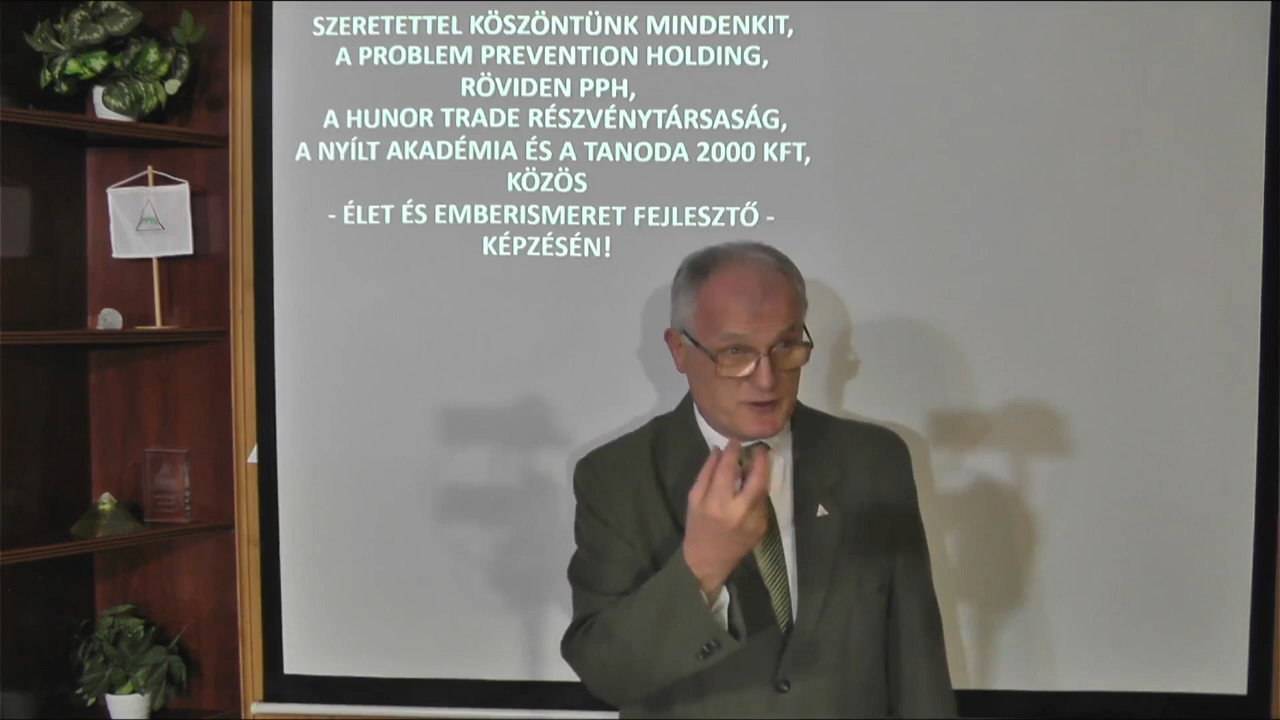 SZERETETTEL KÖSZÖNTÜNK MINDENKIT,
A PROBLEM PREVENTION HOLDING,
RÖVIDEN PPH,
A HUNOR TRADE RÉSZVÉNYTÁRSASÁG,
A NYÍLT AKADÉMIA ÉS A TANODA 2000 KFT,
KÖZÖS
- ÉLET ÉS EMBERISMERET FEJLESZTŐ -
KÉPZÉSÉN!